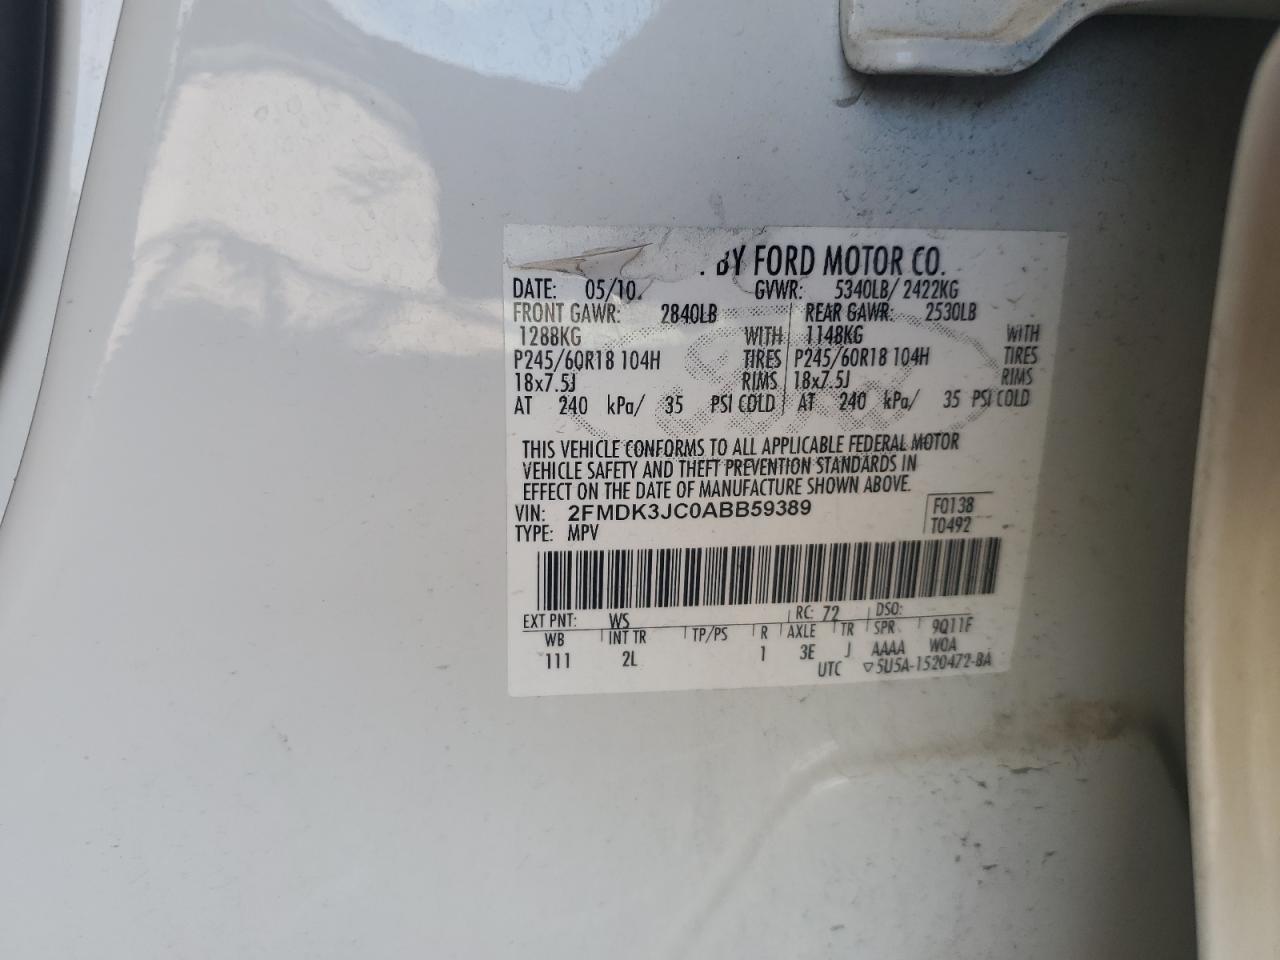 . BY FORD MOTOR CO.
DATE: 05/10 GVWR: 5340LB/ 2422KG
FRONT GAWR: 2840LB REAR GAWR: 2530LB
1288KG WITH 1148KG WITH
P245/60R18 104H TIRES P245/60R18 104H TIRES
18x7.5J RIMS 18x7.5J RIMS
AT 240 kPa/ 35 PSI COLD AT 240 kPa/ 35 PSI COLD
THIS VEHICLE CONFORMS TO ALL APPLICABLE FEDERAL MOTOR
VEHICLE SAFETY AND THEFT PREVENTION STANDARDS IN
EFFECT ON THE DATE OF MANUFACTURE SHOWN ABOVE.
VIN: 2FMDK3JC0ABB59389 F0138
TYPE: MPV T0492
EXT PNT: WS RC: 72 DSO:
WB INT TR TP/PS R AXLE TR SPR 9Q11F
111 2L 1 3E J AAAA WQA
UTC ▽5U5A-1520472-BA